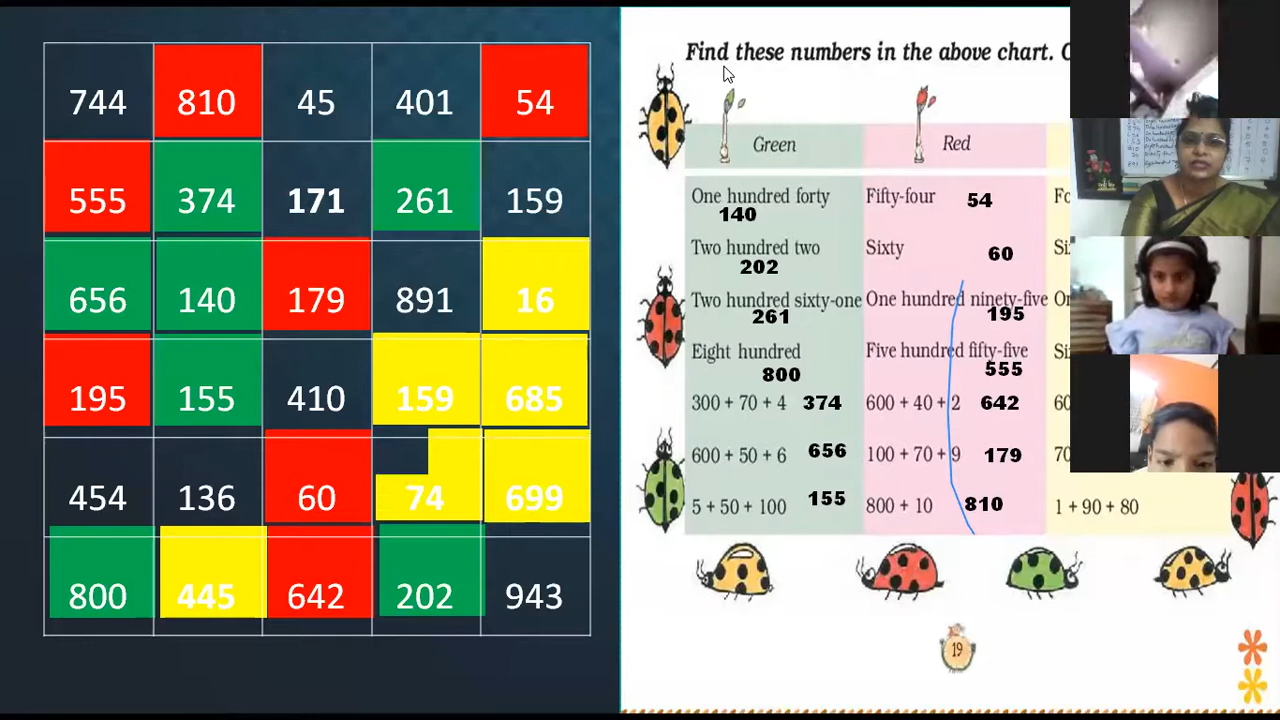 744 810 45 401 54
555 374 171 261 159
656 140 179 891 16
195 155 410 159 685
454 136 60 74 699
800 445 642 202 943
Find these numbers in the above chart.
Green Red
One hundred forty
140
Fifty-four 54
Two hundred two
202
Sixty 60
Two hundred sixty-one
261
One hundred ninety-five
195
Eight hundred
800
Five hundred fifty-five
555
300 + 70 + 4 374
600 + 40 + 2 642
600 + 50 + 6 656
100 + 70 + 9 179
5 + 50 + 100 155
800 + 10 810
1 + 90 + 80
19